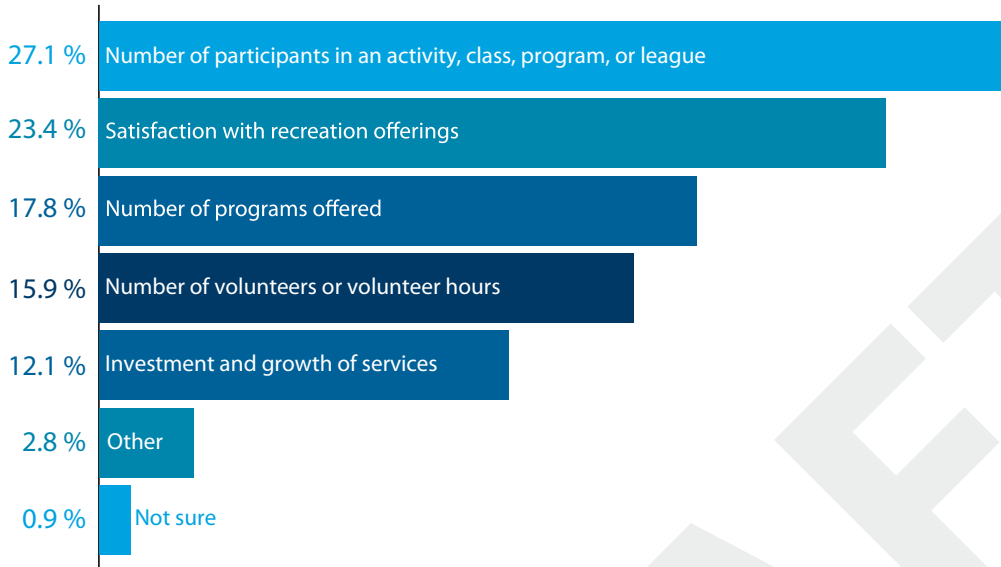 27.1 % Number of participants in an activity, class, program, or league
23.4 % Satisfaction with recreation offerings
17.8 % Number of programs offered
15.9 % Number of volunteers or volunteer hours
12.1 % Investment and growth of services
2.8 % Other
0.9 % Not sure